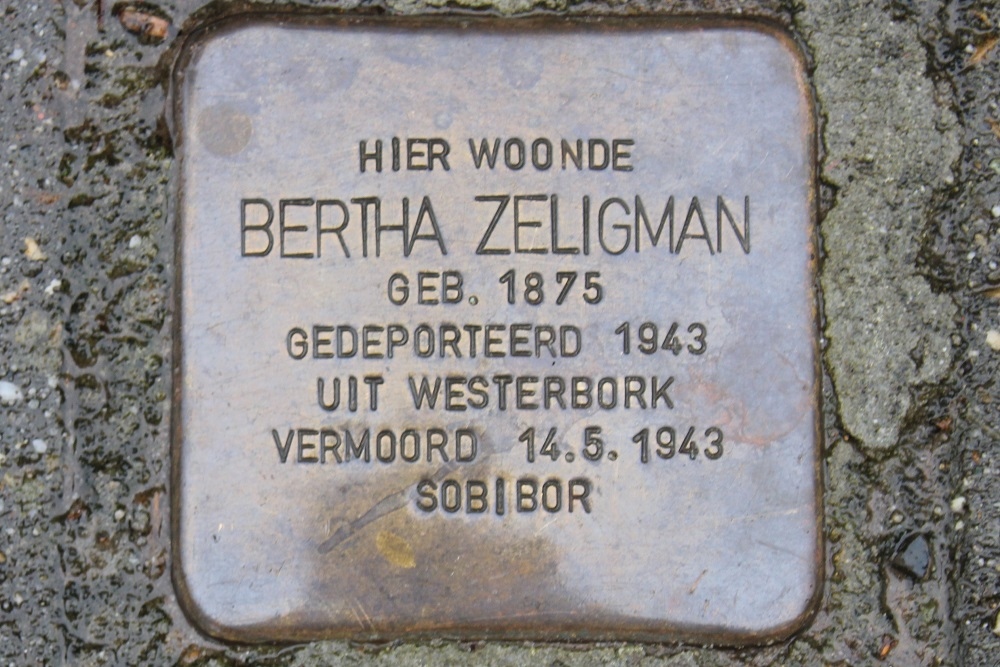 HIER WOONDE
BERTHA ZELIGMAN
GEB. 1875
GEDEPORTEERD 1943
UIT WESTERBORK
VERMOORD 14.5.1943
SOBIBOR